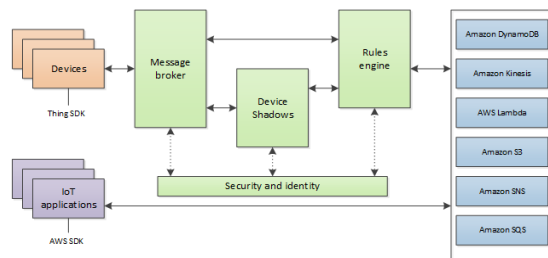 Devices
Thing SDK
Message
broker
Device
Shadows
Rules
engine
Security and identity
IoT
applications
AWS SDK
Amazon DynamoDB
Amazon Kinesis
AWS Lambda
Amazon S3
Amazon SNS
Amazon SQS